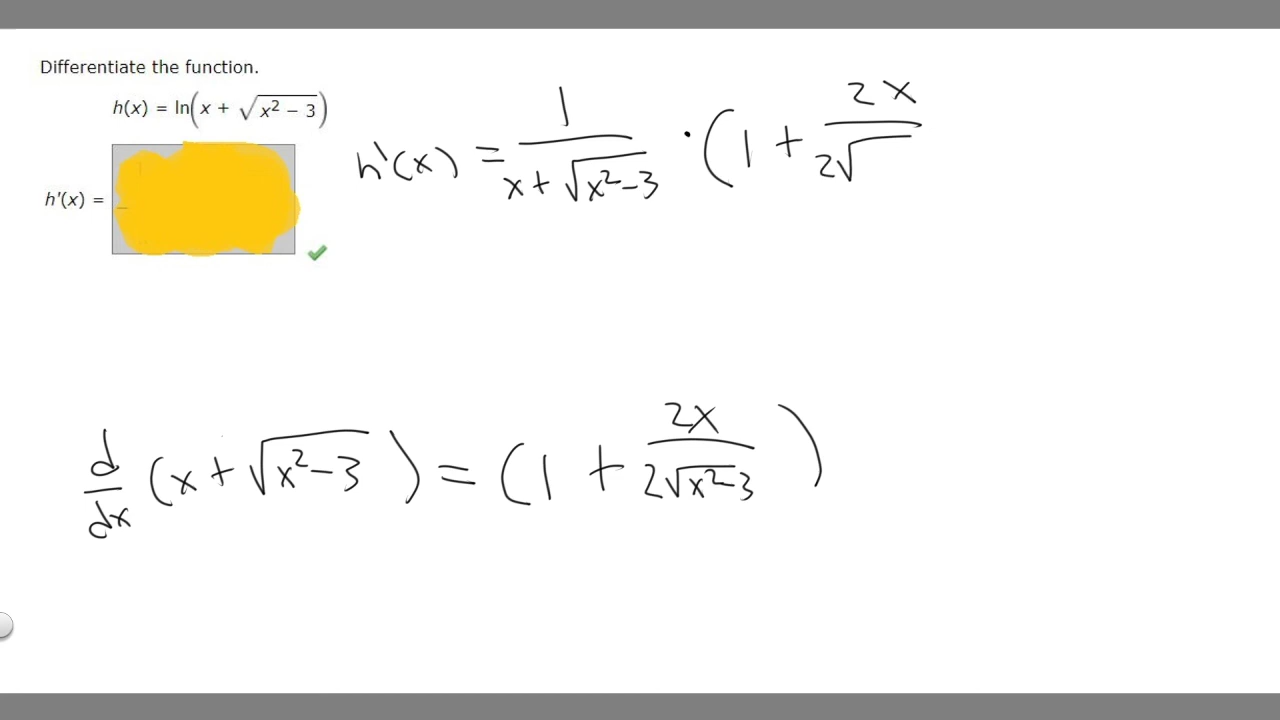 Differentiate the function.
h(x) = ln(x + √(x² − 3))
h'(x) =
h'(x) = 1/(x + √(x²−3)) · (1 + 2x/(2√
d/dx (x + √(x²−3)) = (1 + 2x/(2√(x²−3)))